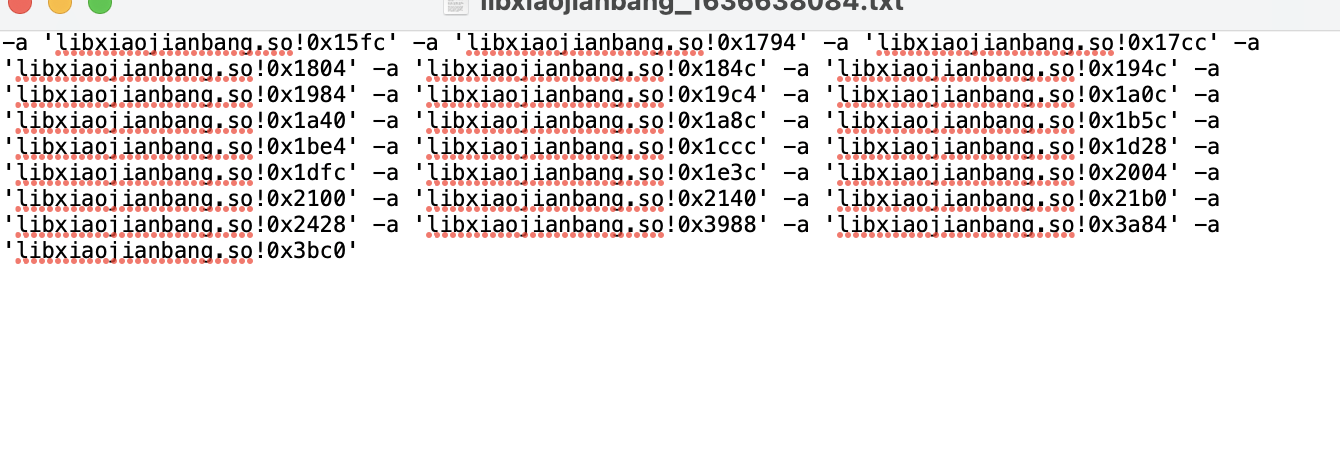 libxiaojianbang_1636638084.txt
-a 'libxiaojianbang.so!0x15fc' -a 'libxiaojianbang.so!0x1794' -a 'libxiaojianbang.so!0x17cc' -a
'libxiaojianbang.so!0x1804' -a 'libxiaojianbang.so!0x184c' -a 'libxiaojianbang.so!0x194c' -a
'libxiaojianbang.so!0x1984' -a 'libxiaojianbang.so!0x19c4' -a 'libxiaojianbang.so!0x1a0c' -a
'libxiaojianbang.so!0x1a40' -a 'libxiaojianbang.so!0x1a8c' -a 'libxiaojianbang.so!0x1b5c' -a
'libxiaojianbang.so!0x1be4' -a 'libxiaojianbang.so!0x1ccc' -a 'libxiaojianbang.so!0x1d28' -a
'libxiaojianbang.so!0x1dfc' -a 'libxiaojianbang.so!0x1e3c' -a 'libxiaojianbang.so!0x2004' -a
'libxiaojianbang.so!0x2100' -a 'libxiaojianbang.so!0x2140' -a 'libxiaojianbang.so!0x21b0' -a
'libxiaojianbang.so!0x2428' -a 'libxiaojianbang.so!0x3988' -a 'libxiaojianbang.so!0x3a84' -a
'libxiaojianbang.so!0x3bc0'